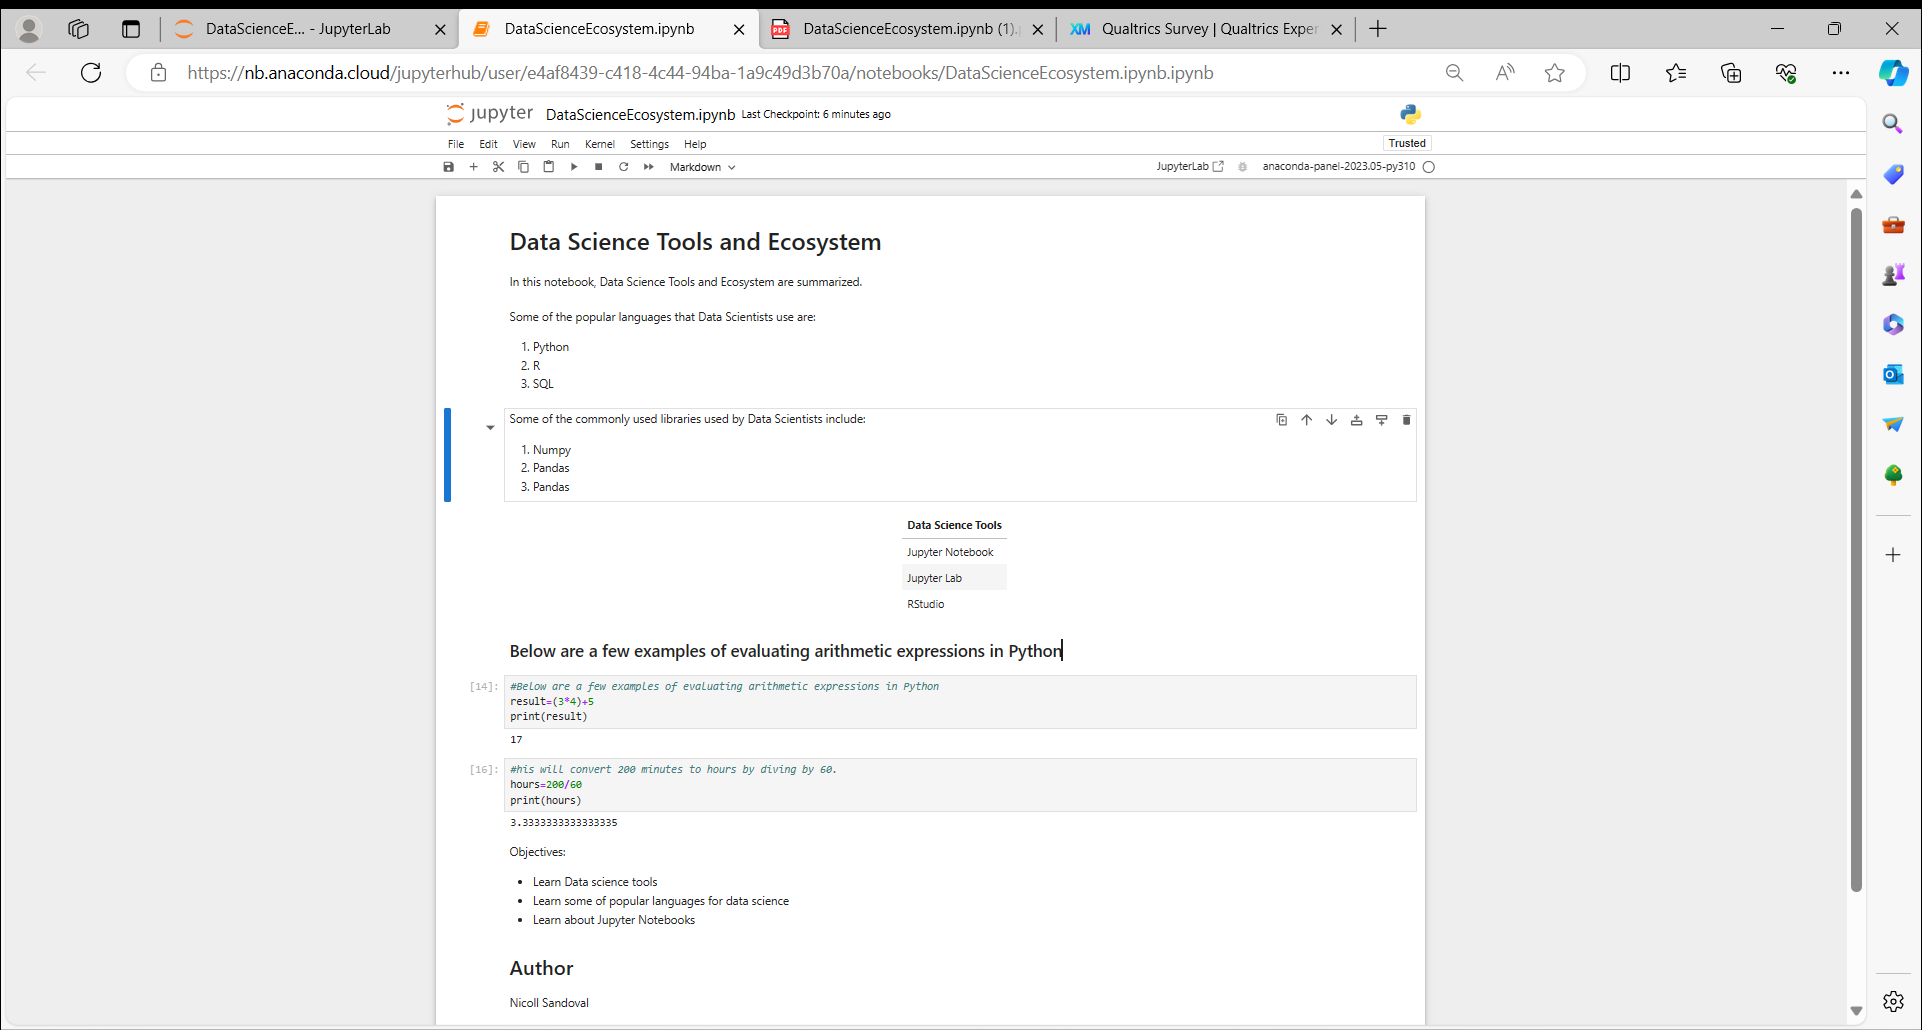 DataScienceE... - JupyterLab
DataScienceEcosystem.ipynb
DataScienceEcosystem.ipynb (1).
Qualtrics Survey | Qualtrics Exper
https://nb.anaconda.cloud/jupyterhub/user/e4af8439-c418-4c44-94ba-1a9c49d3b70a/notebooks/DataScienceEcosystem.ipynb.ipynb
jupyter DataScienceEcosystem.ipynb Last Checkpoint: 6 minutes ago
File Edit View Run Kernel Settings Help Trusted
Markdown JupyterLab anaconda-panel-2023.05-py310
Data Science Tools and Ecosystem
In this notebook, Data Science Tools and Ecosystem are summarized.
Some of the popular languages that Data Scientists use are:
1. Python
2. R
3. SQL
Some of the commonly used libraries used by Data Scientists include:
1. Numpy
2. Pandas
3. Pandas
Data Science Tools
Jupyter Notebook
Jupyter Lab
RStudio
Below are a few examples of evaluating arithmetic expressions in Python
[14]: #Below are a few examples of evaluating arithmetic expressions in Python
result=(3*4)+5
print(result)
17
[16]: #his will convert 200 minutes to hours by diving by 60.
hours=200/60
print(hours)
3.3333333333333335
Objectives:
• Learn Data science tools
• Learn some of popular languages for data science
• Learn about Jupyter Notebooks
Author
Nicoll Sandoval